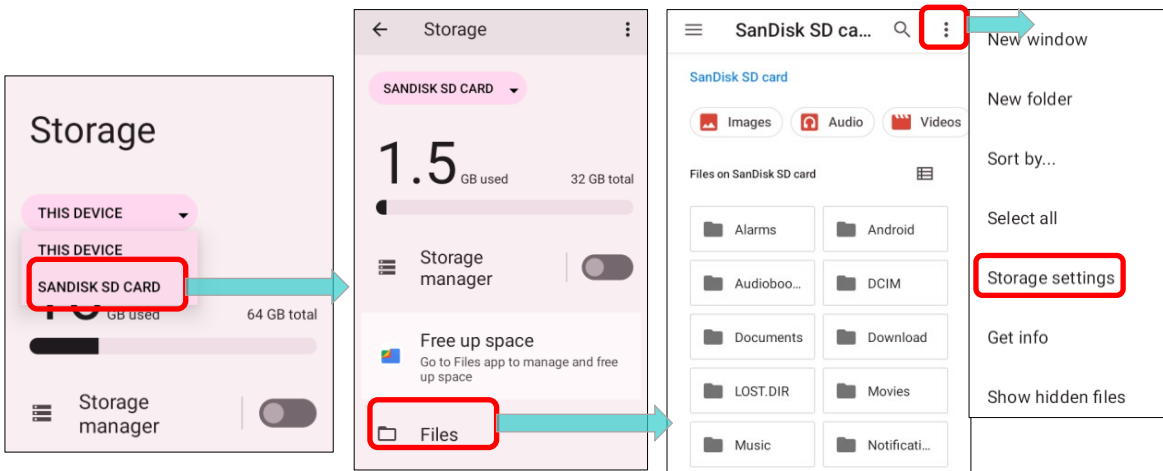 Storage
THIS DEVICE
THIS DEVICE
SANDISK SD CARD
GB used
64 GB total
Storage
manager
Storage
SANDISK SD CARD
1.5 GB used
32 GB total
Storage
manager
Free up space
Go to Files app to manage and free
up space
Files
SanDisk SD ca...
SanDisk SD card
Images
Audio
Videos
Files on SanDisk SD card
Alarms
Android
Audioboo...
DCIM
Documents
Download
LOST.DIR
Movies
Music
Notificati...
New window
New folder
Sort by...
Select all
Storage settings
Get info
Show hidden files